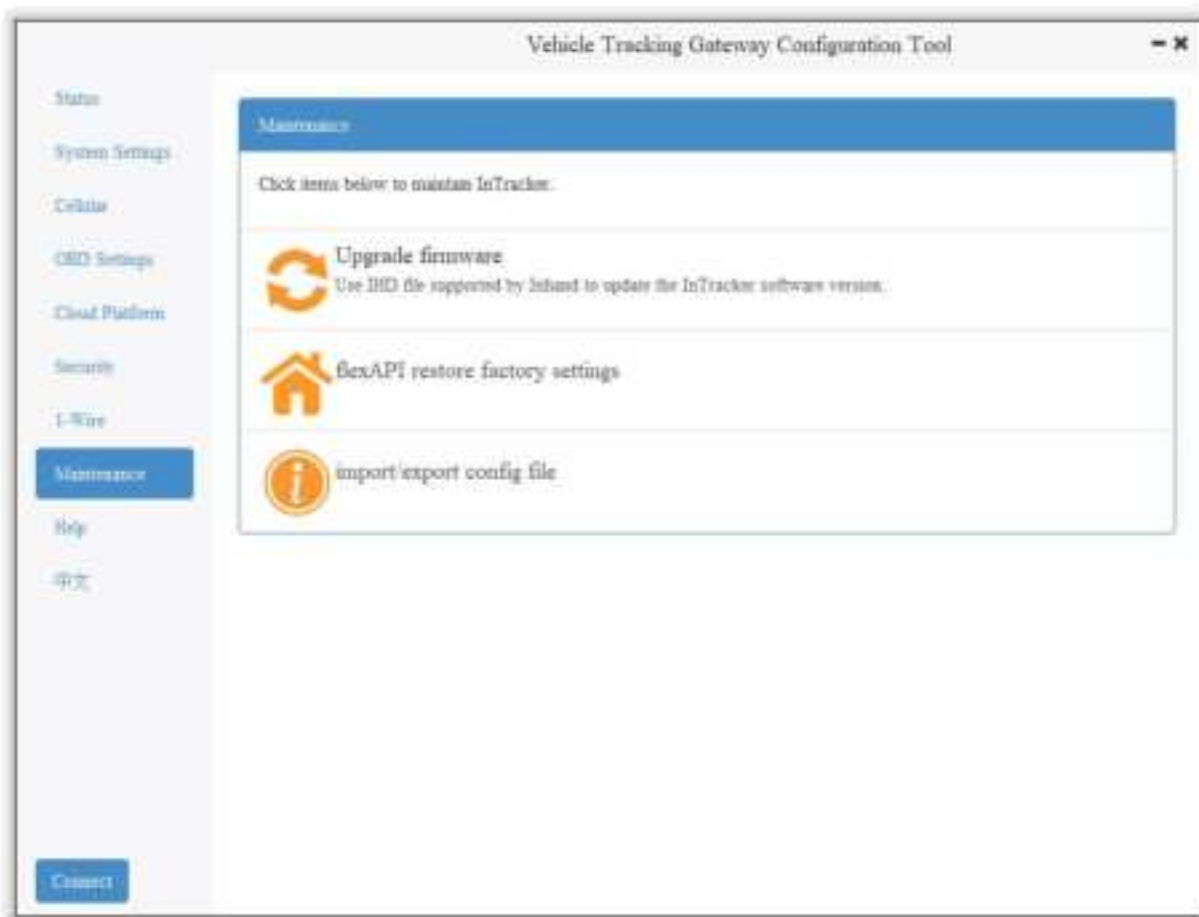 Vehicle Tracking Gateway Configuration Tool
Status
System Settings
Cellular
OBD Settings
Cloud Platform
Security
1-Wire
Maintenance
Help
中文
Connect
Maintenance
Click items below to maintain InTracker.
Upgrade firmware
Use IHD file supported by Inhand to update the InTracker software version.
flexAPI restore factory settings
import/export config file